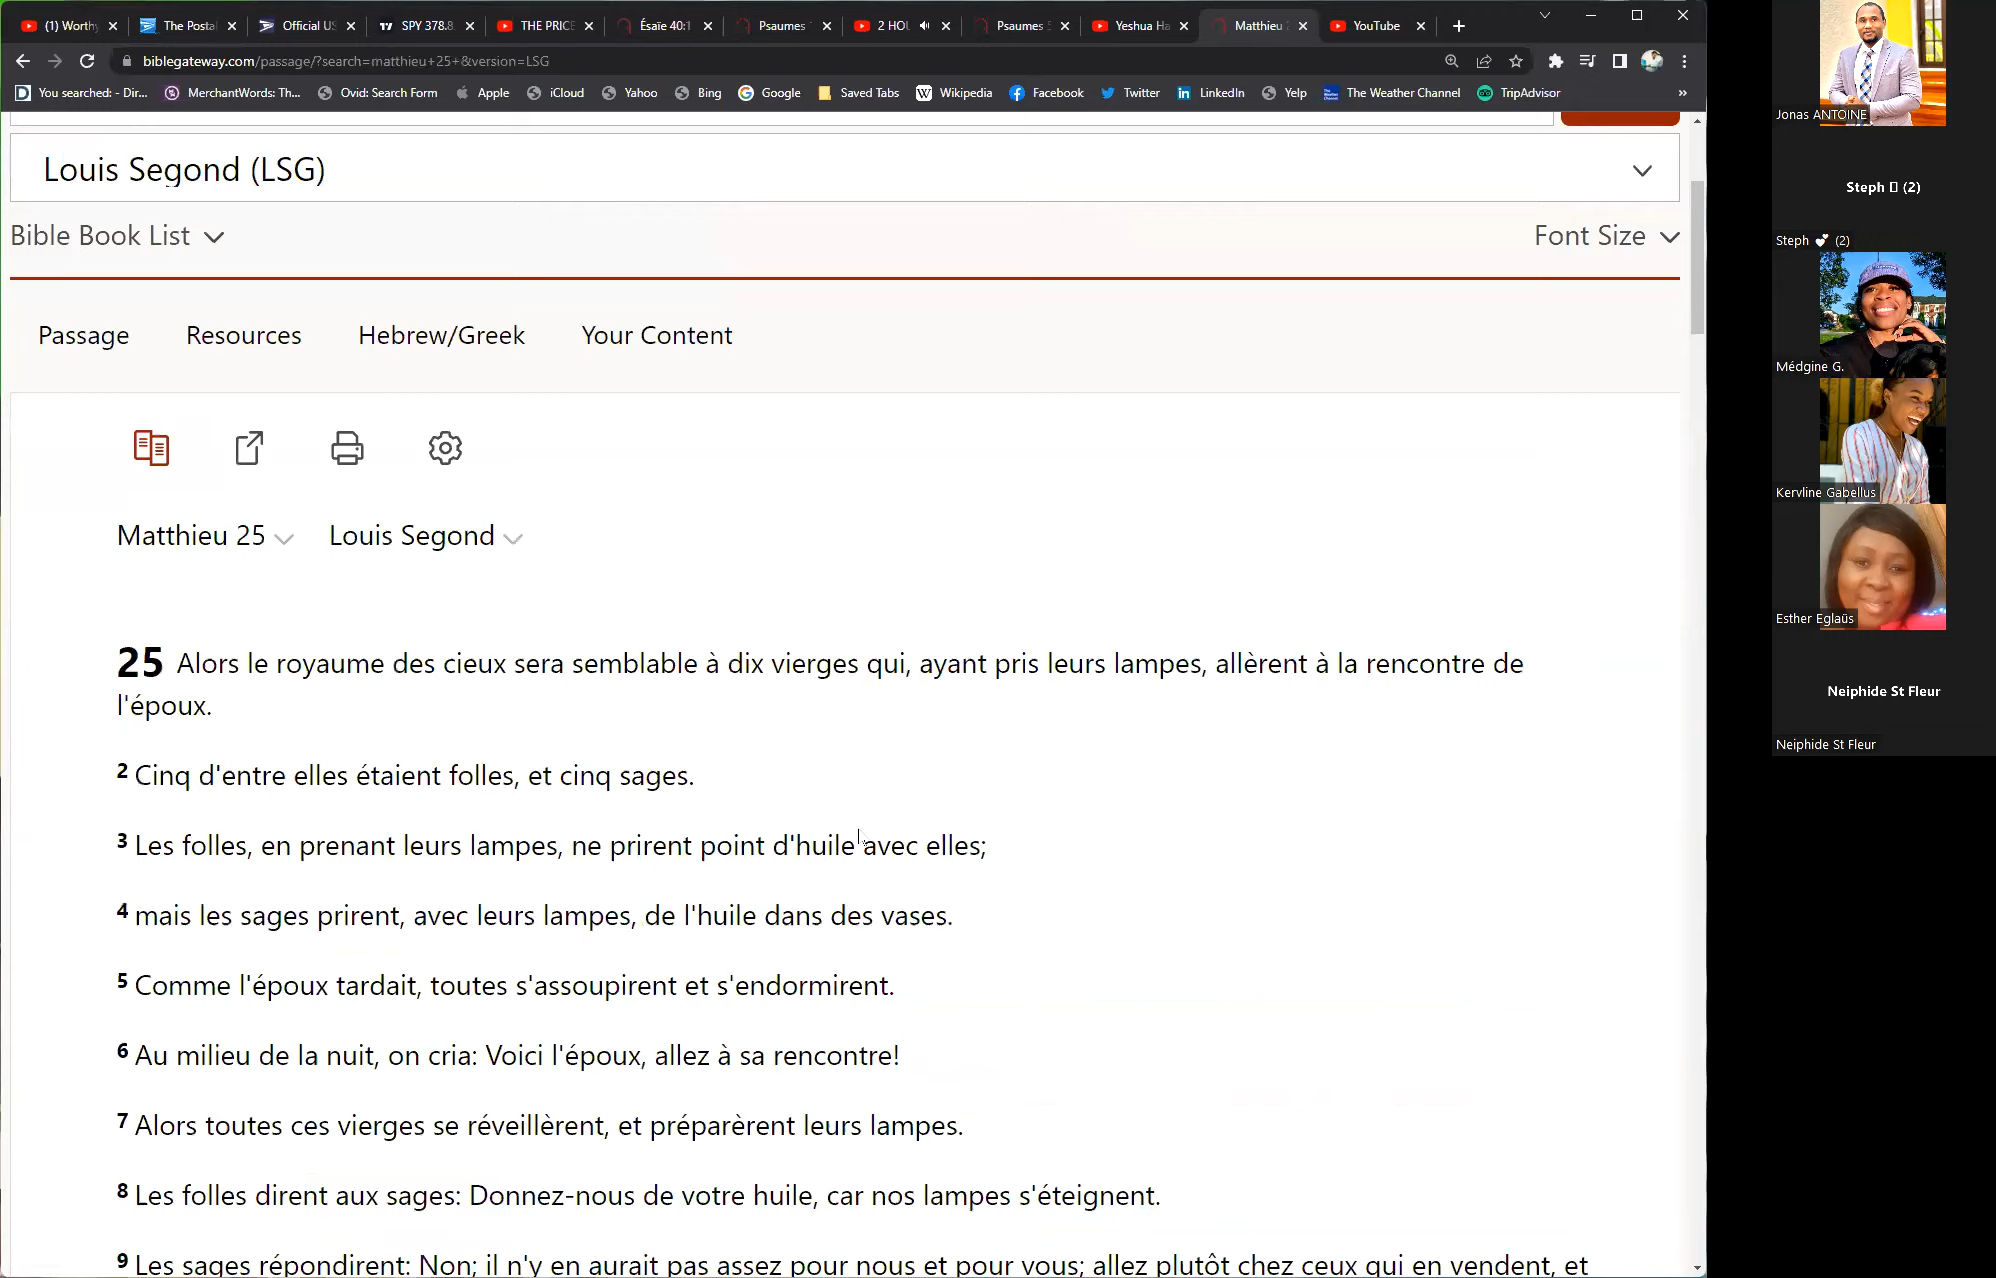 (1) Worth
The Postal
Official US
SPY 378.8
THE PRICE
Ésaïe 40:1
Psaumes
2 HOU
Psaumes 5
Yeshua Ha
Matthieu 2
YouTube
biblegateway.com/passage/?search=matthieu+25+&version=LSG
You searched: - Dir...
MerchantWords: Th...
Ovid: Search Form
Apple
iCloud
Yahoo
Bing
Google
Saved Tabs
Wikipedia
Facebook
Twitter
LinkedIn
Yelp
The Weather Channel
TripAdvisor
»
Louis Segond (LSG)
Bible Book List
Font Size
Passage
Resources
Hebrew/Greek
Your Content
Matthieu 25
Louis Segond
25 Alors le royaume des cieux sera semblable à dix vierges qui, ayant pris leurs lampes, allèrent à la rencontre de
l'époux.
2 Cinq d'entre elles étaient folles, et cinq sages.
3 Les folles, en prenant leurs lampes, ne prirent point d'huile avec elles;
4 mais les sages prirent, avec leurs lampes, de l'huile dans des vases.
5 Comme l'époux tardait, toutes s'assoupirent et s'endormirent.
6 Au milieu de la nuit, on cria: Voici l'époux, allez à sa rencontre!
7 Alors toutes ces vierges se réveillèrent, et préparèrent leurs lampes.
8 Les folles dirent aux sages: Donnez-nous de votre huile, car nos lampes s'éteignent.
9 Les sages répondirent: Non; il n'y en aurait pas assez pour nous et pour vous; allez plutôt chez ceux qui en vendent, et
Jonas ANTOINE
Steph (2)
Steph 💕 (2)
Médgine G.
Kervline Gabellus
Esther Eglaüs
Neiphide St Fleur
Neiphide St Fleur